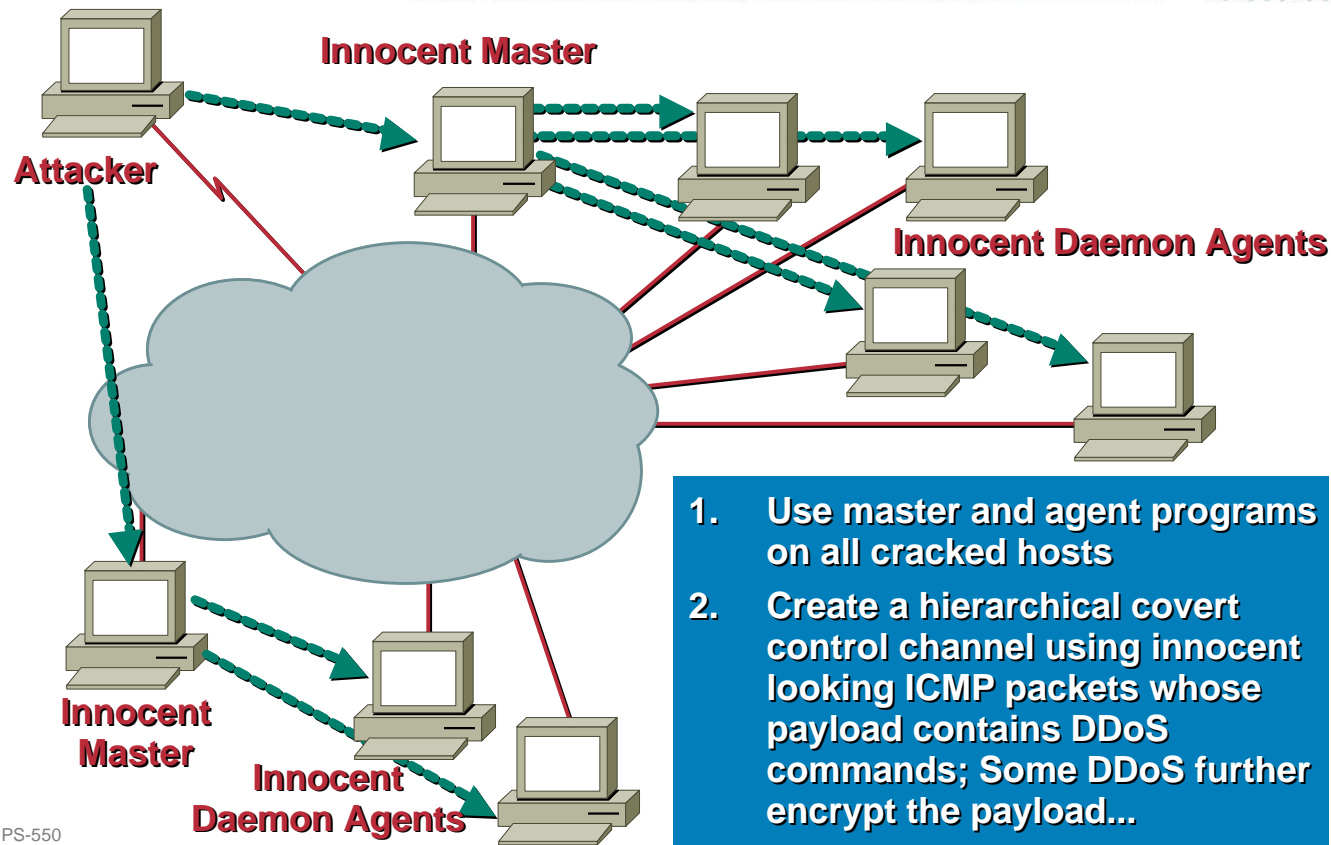 Innocent Master
Attacker
Innocent Daemon Agents
1. Use master and agent programs
on all cracked hosts
2. Create a hierarchical covert
control channel using innocent
looking ICMP packets whose
payload contains DDoS
commands; Some DDoS further
encrypt the payload...
Innocent
Master
Innocent
Daemon Agents
PS-550